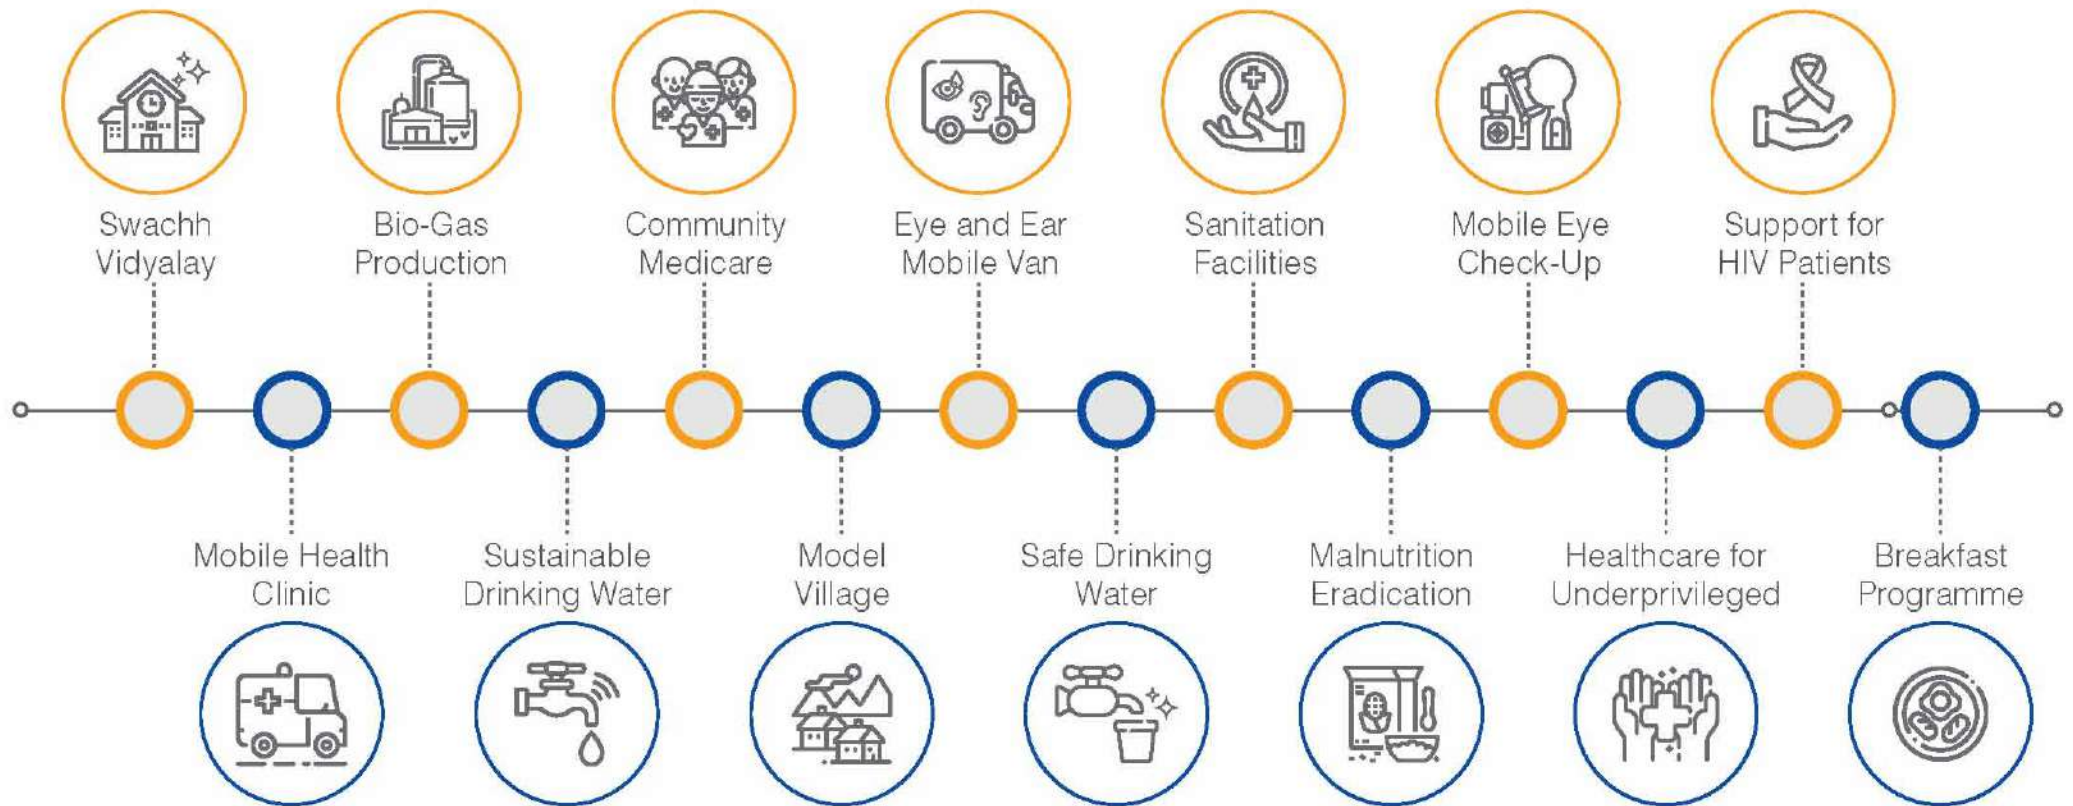 Swachh
Vidyalay
Bio-Gas
Production
Community
Medicare
Eye and Ear
Mobile Van
Sanitation
Facilities
Mobile Eye
Check-Up
Support for
HIV Patients
Mobile Health
Clinic
Sustainable
Drinking Water
Model
Village
Safe Drinking
Water
Malnutrition
Eradication
Healthcare for
Underprivileged
Breakfast
Programme